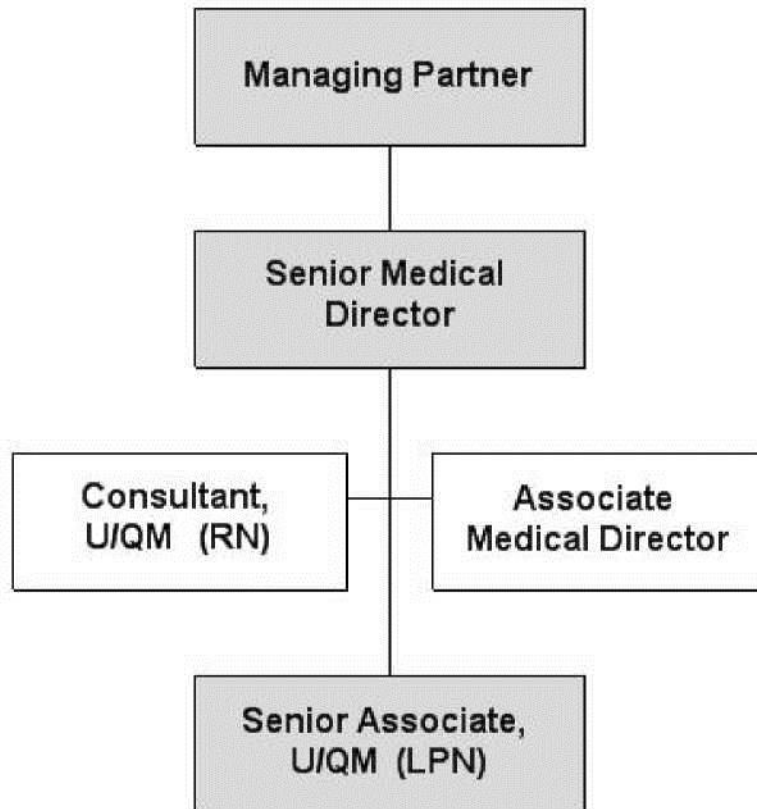 Managing Partner
Senior Medical
Director
Consultant,
U/QM (RN)
Associate
Medical Director
Senior Associate,
U/QM (LPN)